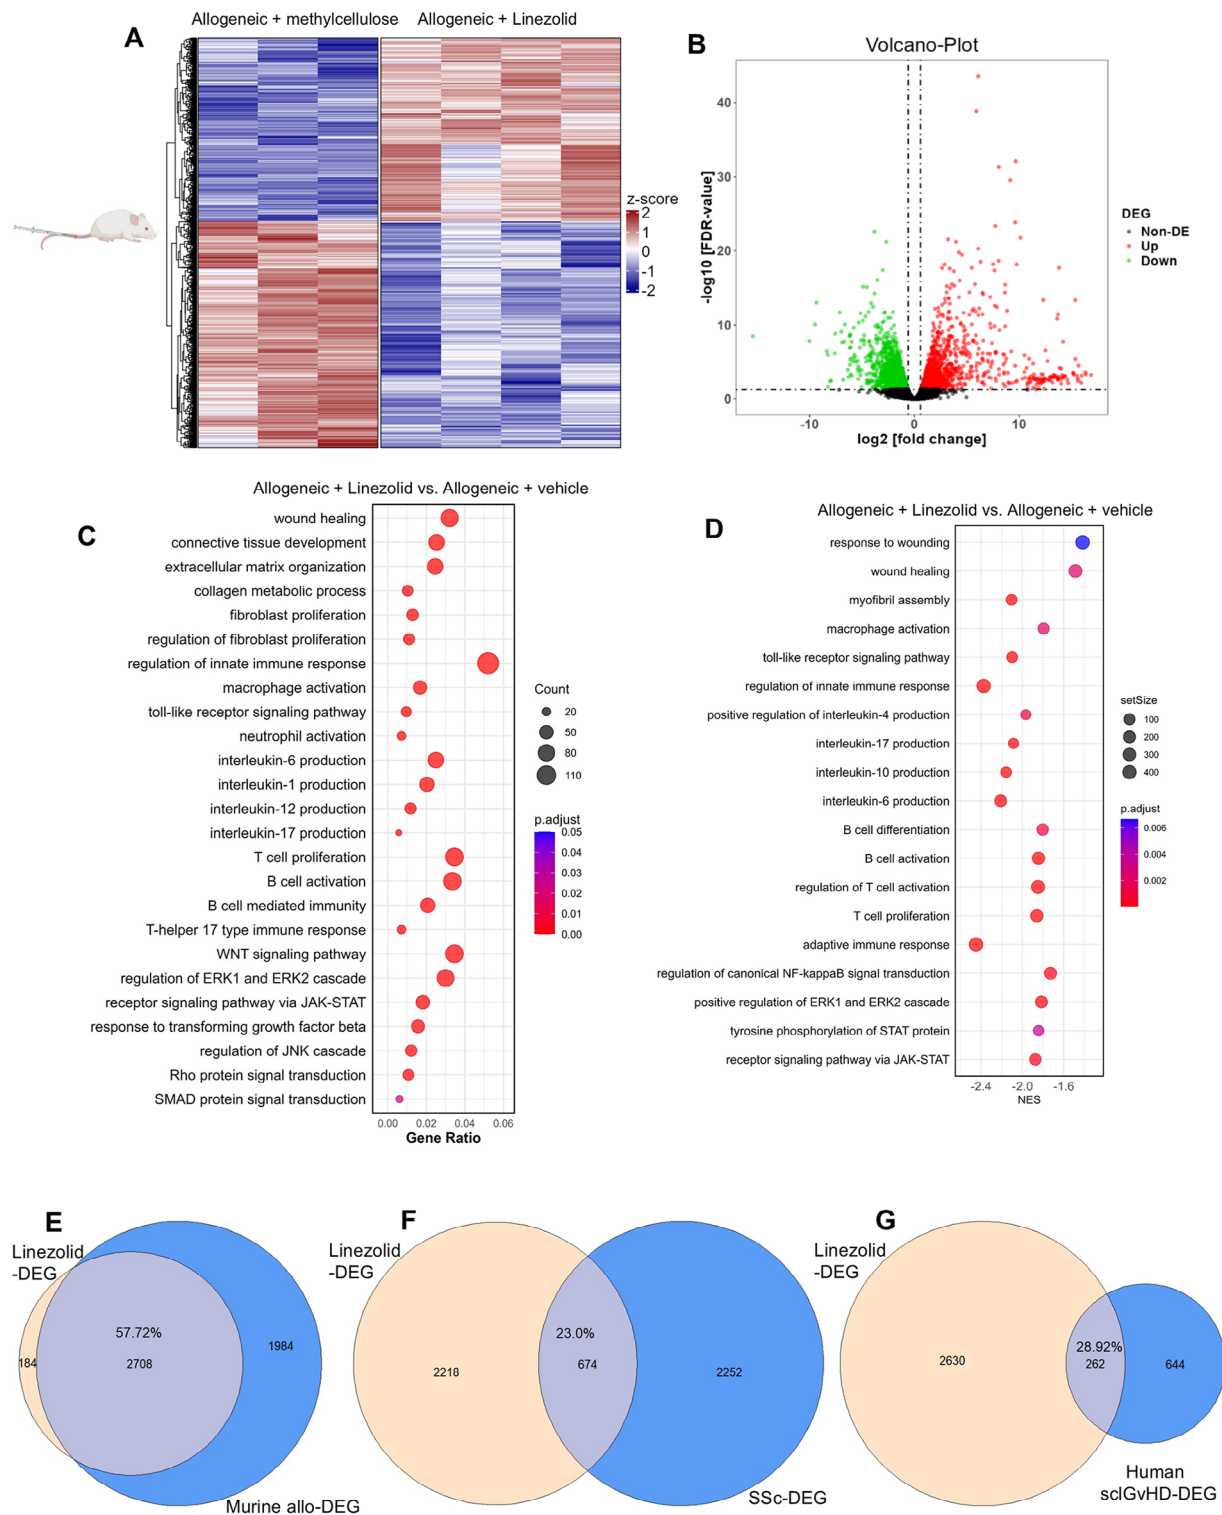 A
Allogeneic + methylcellulose
Allogeneic + Linezolid
z-score
2
1
0
-1
-2
B
Volcano-Plot
-log10 [FDR-value]
40
30
20
10
0
-10
0
10
log2 [fold change]
DEG
Non-DE
Up
Down
C
Allogeneic + Linezolid vs. Allogeneic + vehicle
wound healing
connective tissue development
extracellular matrix organization
collagen metabolic process
fibroblast proliferation
regulation of fibroblast proliferation
regulation of innate immune response
macrophage activation
toll-like receptor signaling pathway
neutrophil activation
interleukin-6 production
interleukin-1 production
interleukin-12 production
interleukin-17 production
T cell proliferation
B cell activation
B cell mediated immunity
T-helper 17 type immune response
WNT signaling pathway
regulation of ERK1 and ERK2 cascade
receptor signaling pathway via JAK-STAT
response to transforming growth factor beta
regulation of JNK cascade
Rho protein signal transduction
SMAD protein signal transduction
0.00
0.02
0.04
0.06
Gene Ratio
Count
20
50
80
110
p.adjust
0.05
0.04
0.03
0.02
0.01
0.00
D
Allogeneic + Linezolid vs. Allogeneic + vehicle
response to wounding
wound healing
myofibril assembly
macrophage activation
toll-like receptor signaling pathway
regulation of innate immune response
positive regulation of interleukin-4 production
interleukin-17 production
interleukin-10 production
interleukin-6 production
B cell differentiation
B cell activation
regulation of T cell activation
T cell proliferation
adaptive immune response
regulation of canonical NF-kappaB signal transduction
positive regulation of ERK1 and ERK2 cascade
tyrosine phosphorylation of STAT protein
receptor signaling pathway via JAK-STAT
-2.4
-2.0
-1.6
NES
setSize
100
200
300
400
p.adjust
0.006
0.004
0.002
E
Linezolid
-DEG
184
57.72%
2708
1984
Murine allo-DEG
F
Linezolid
-DEG
2218
23.0%
674
2252
SSc-DEG
G
Linezolid
-DEG
2630
28.92%
262
644
Human
sclGvHD-DEG